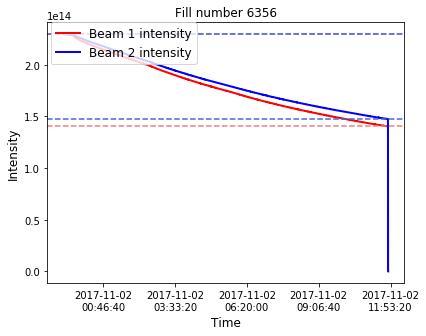 Fill number 6356
1e14
Beam 1 intensity
Beam 2 intensity
2.0
1.5
1.0
0.5
0.0
Intensity
2017-11-02 2017-11-02 2017-11-02 2017-11-02 2017-11-02
00:46:40 03:33:20 06:20:00 09:06:40 11:53:20
Time